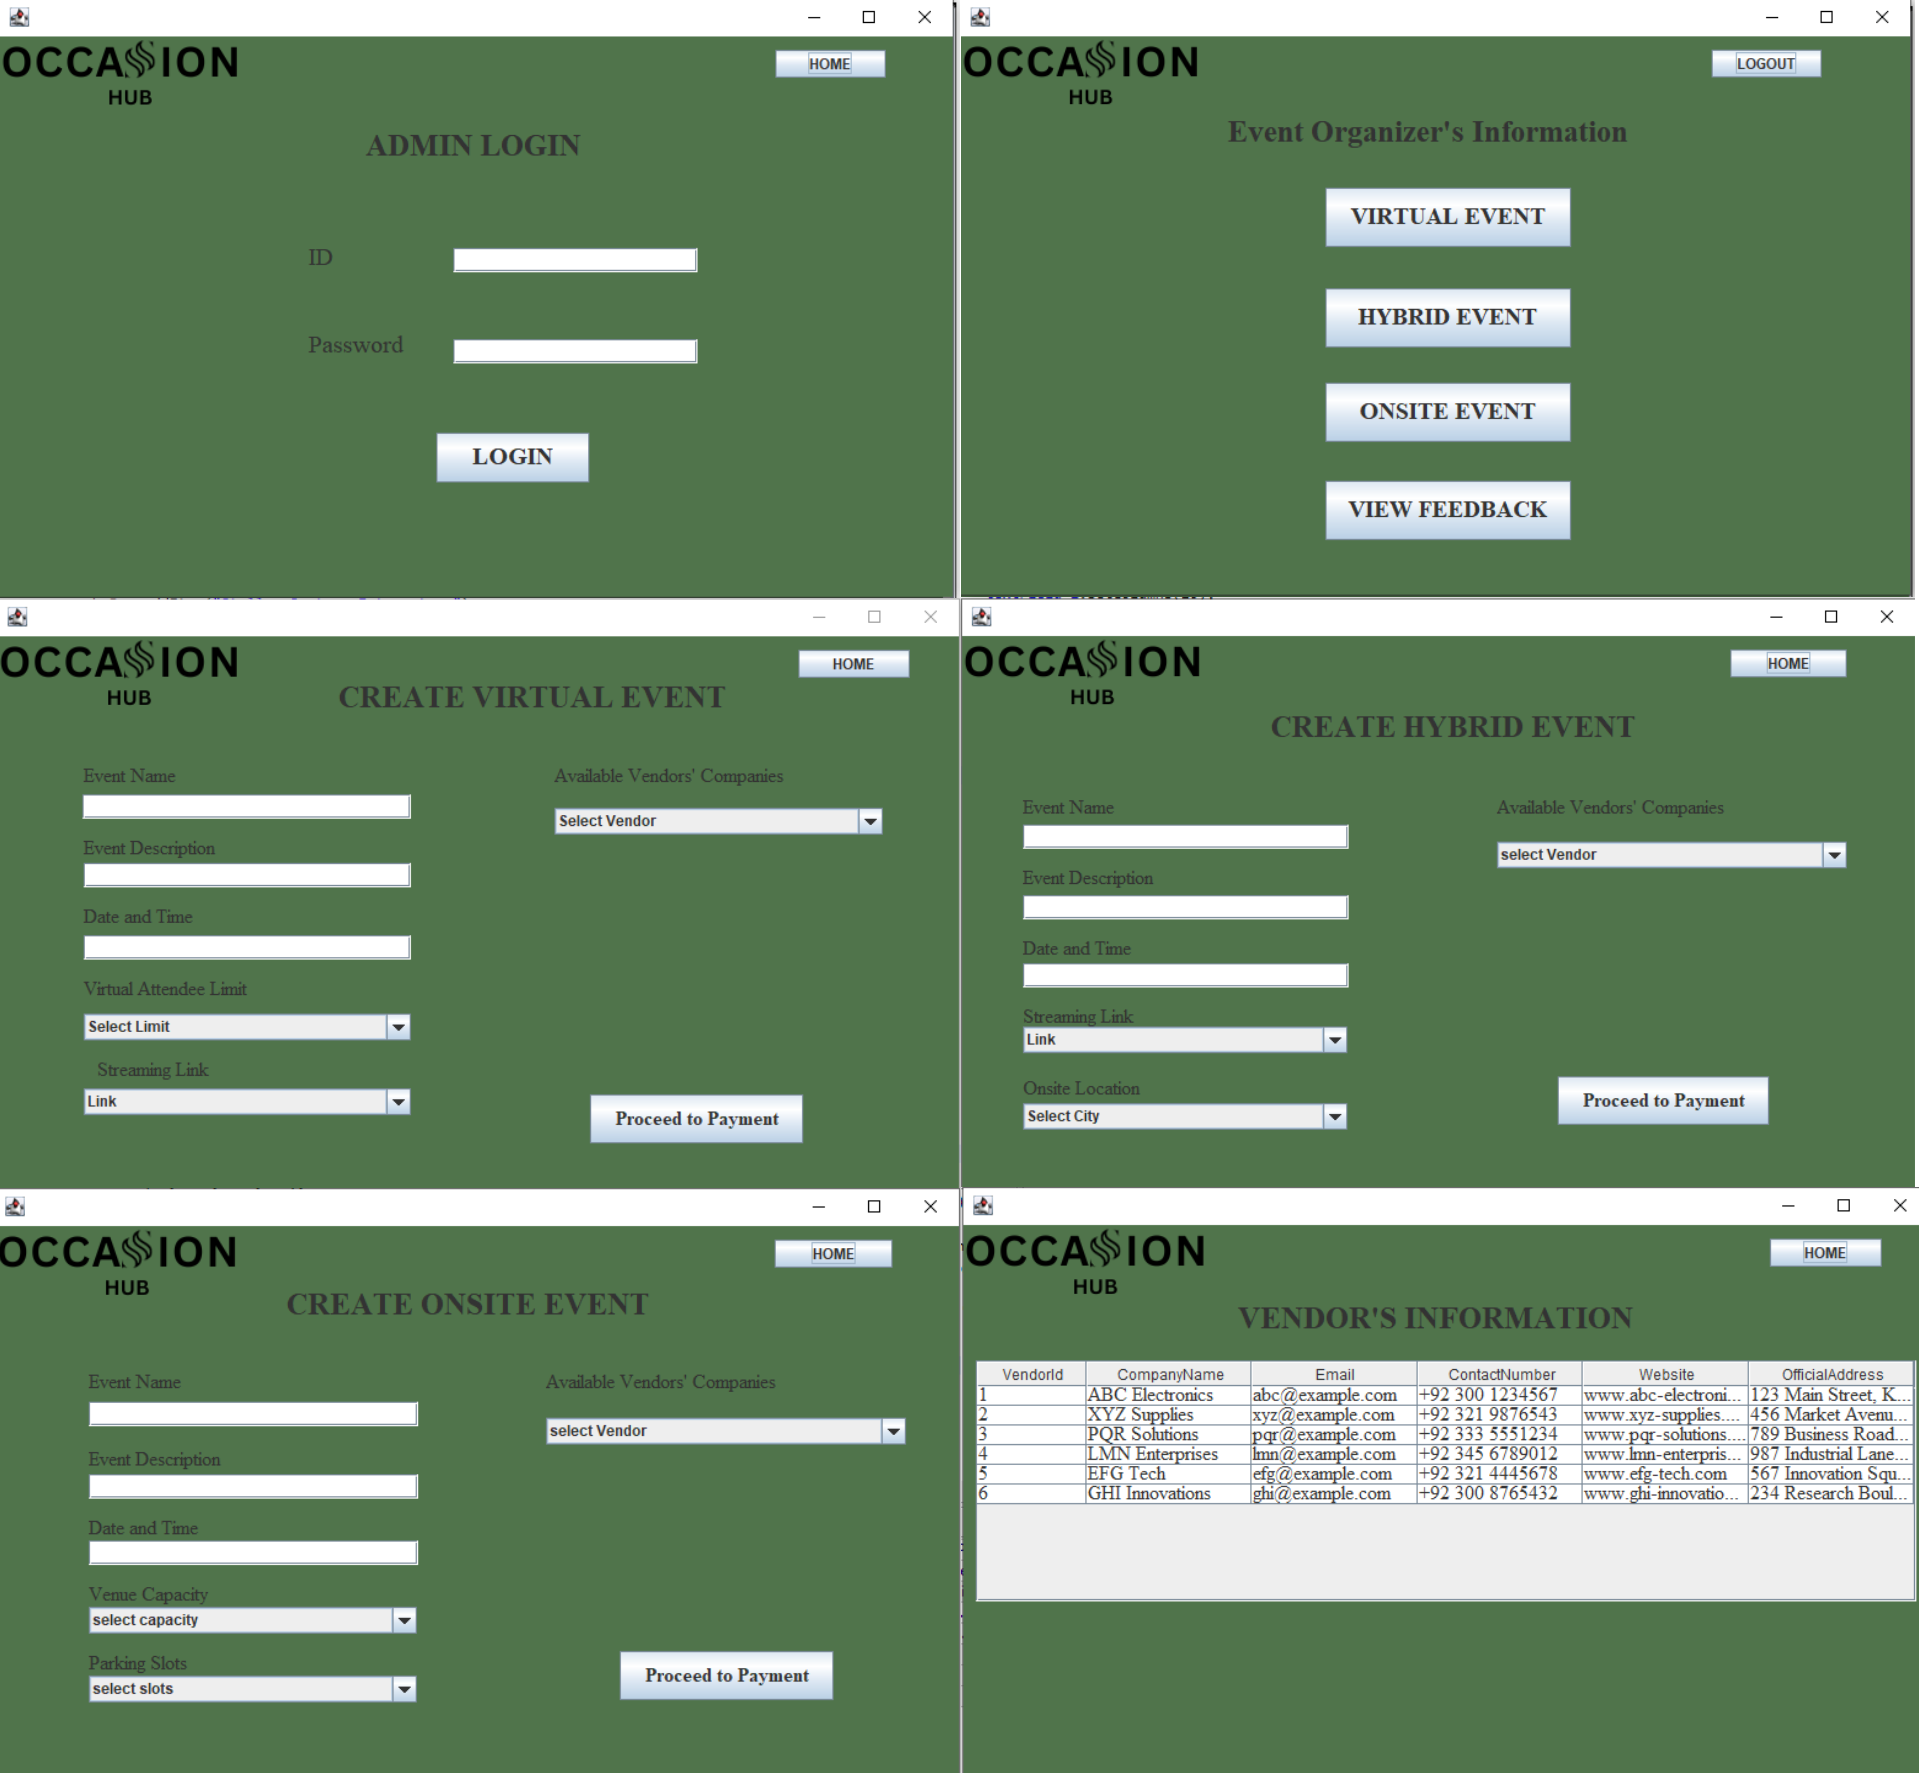 OCCASSION
HUB
HOME
ADMIN LOGIN
ID
Password
LOGIN
OCCASSION
HUB
LOGOUT
Event Organizer's Information
VIRTUAL EVENT
HYBRID EVENT
ONSITE EVENT
VIEW FEEDBACK
OCCASSION
HUB
HOME
CREATE VIRTUAL EVENT
Event Name
Available Vendors' Companies
Select Vendor
Event Description
Date and Time
Virtual Attendee Limit
Select Limit
Streaming Link
Link
Proceed to Payment
OCCASSION
HUB
HOME
CREATE HYBRID EVENT
Event Name
Available Vendors' Companies
select Vendor
Event Description
Date and Time
Streaming Link
Link
Onsite Location
Select City
Proceed to Payment
OCCASSION
HUB
HOME
CREATE ONSITE EVENT
Event Name
Available Vendors' Companies
select Vendor
Event Description
Date and Time
Venue Capacity
select capacity
Parking Slots
select slots
Proceed to Payment
OCCASSION
HUB
HOME
VENDOR'S INFORMATION
VendorId CompanyName Email ContactNumber Website OfficialAddress
1 ABC Electronics abc@example.com +92 300 1234567 www.abc-electroni... 123 Main Street, K...
2 XYZ Supplies xyz@example.com +92 321 9876543 www.xyz-supplies.... 456 Market Avenu...
3 PQR Solutions pqr@example.com +92 333 5551234 www.pqr-solutions.... 789 Business Road...
4 LMN Enterprises lmn@example.com +92 345 6789012 www.lmn-enterpris... 987 Industrial Lane...
5 EFG Tech efg@example.com +92 321 4445678 www.efg-tech.com 567 Innovation Squ...
6 GHI Innovations ghi@example.com +92 300 8765432 www.ghi-innovatio... 234 Research Boul...